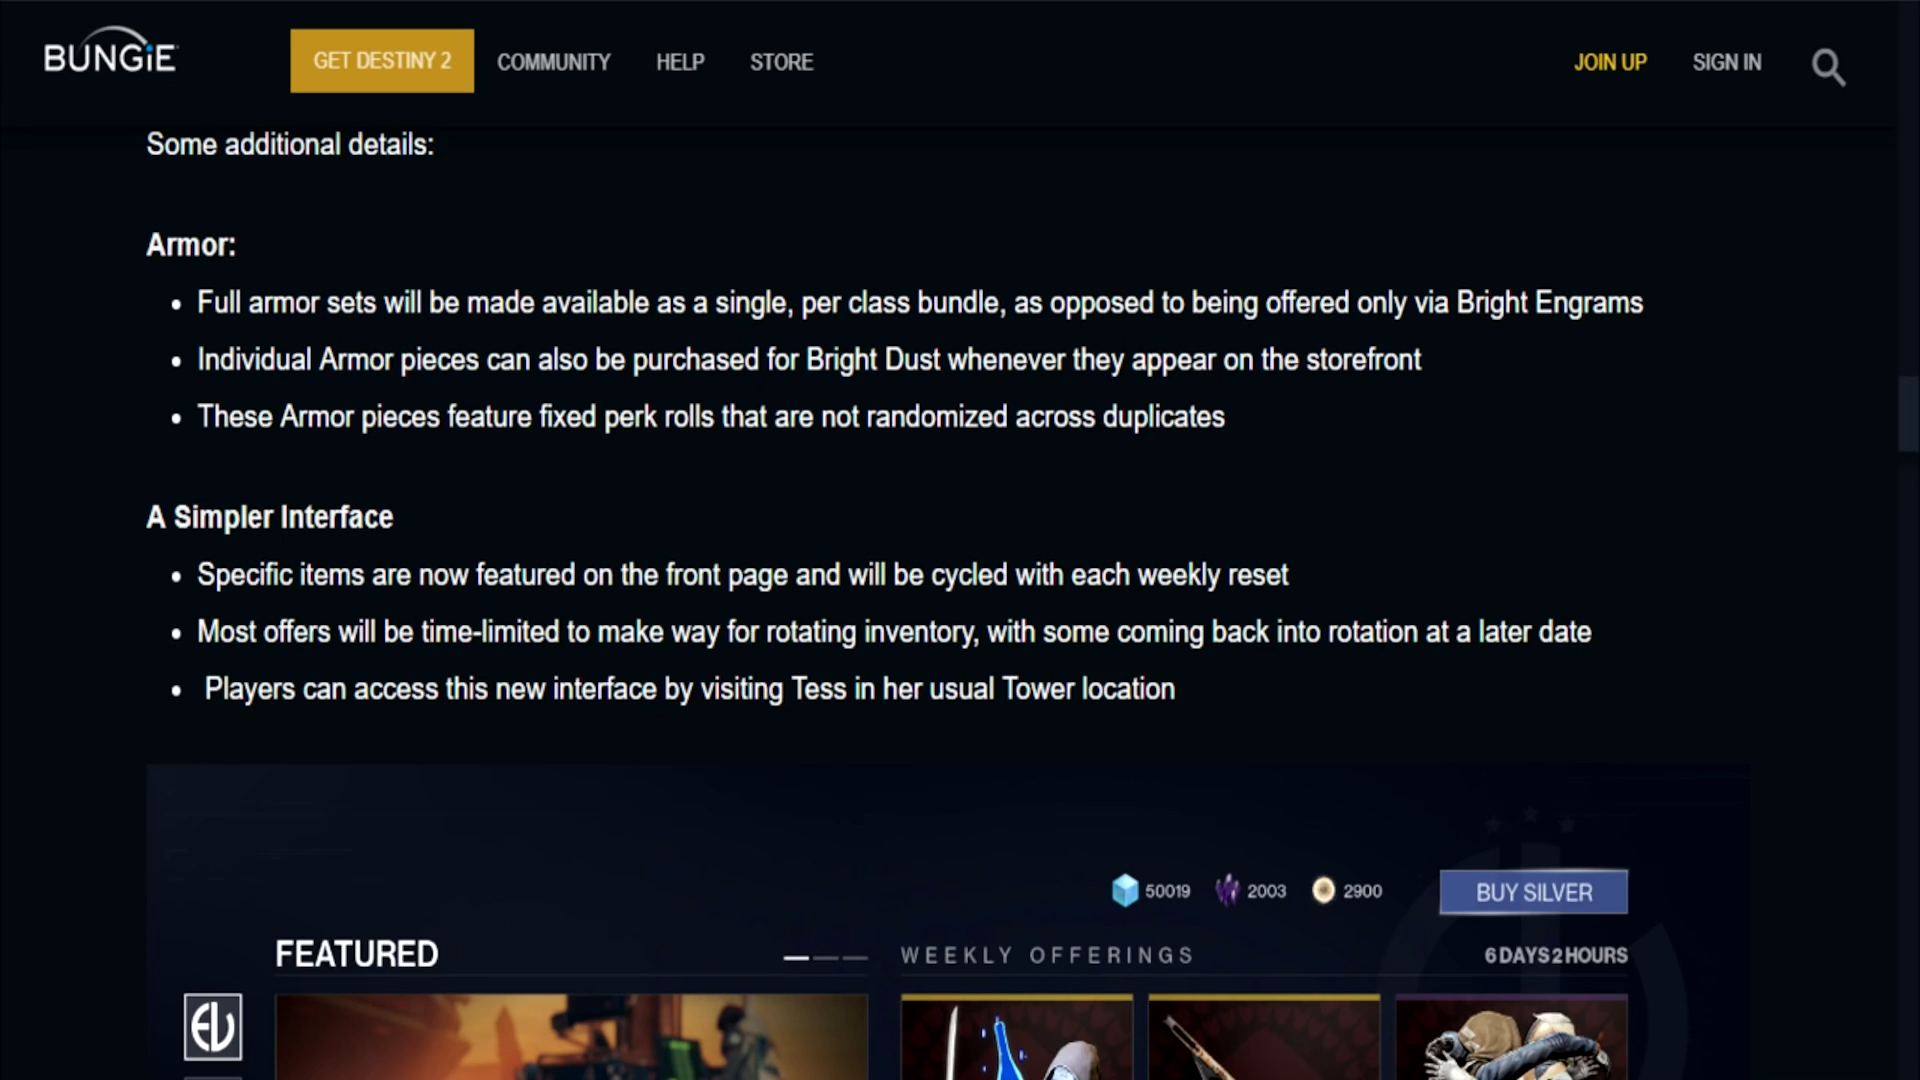 BUNGiE
GET DESTINY 2 COMMUNITY HELP STORE JOIN UP SIGN IN
Some additional details:
Armor:
• Full armor sets will be made available as a single, per class bundle, as opposed to being offered only via Bright Engrams
• Individual Armor pieces can also be purchased for Bright Dust whenever they appear on the storefront
• These Armor pieces feature fixed perk rolls that are not randomized across duplicates
A Simpler Interface
• Specific items are now featured on the front page and will be cycled with each weekly reset
• Most offers will be time-limited to make way for rotating inventory, with some coming back into rotation at a later date
• Players can access this new interface by visiting Tess in her usual Tower location
50019 2003 2900 BUY SILVER
FEATURED WEEKLY OFFERINGS 6 DAYS 2 HOURS